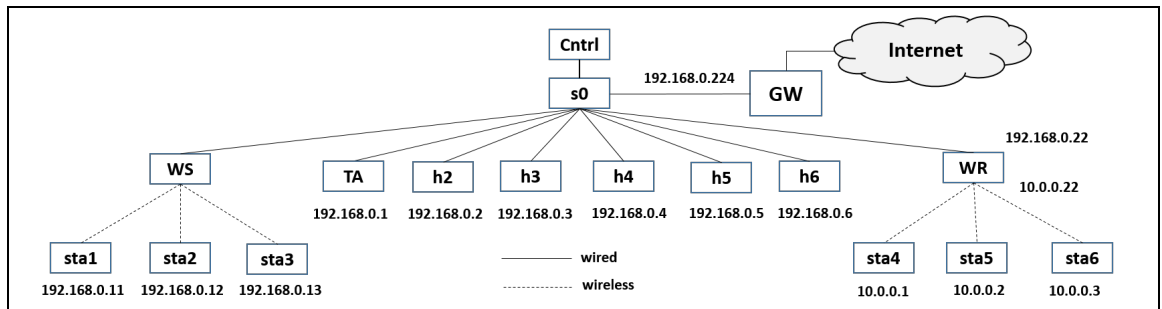 Cntrl
Internet
192.168.0.224
s0
GW
192.168.0.22
WS
TA
h2
h3
h4
h5
h6
WR
10.0.0.22
192.168.0.1
192.168.0.2
192.168.0.3
192.168.0.4
192.168.0.5
192.168.0.6
sta1
sta2
sta3
wired
sta4
sta5
sta6
wireless
192.168.0.11
192.168.0.12
192.168.0.13
10.0.0.1
10.0.0.2
10.0.0.3